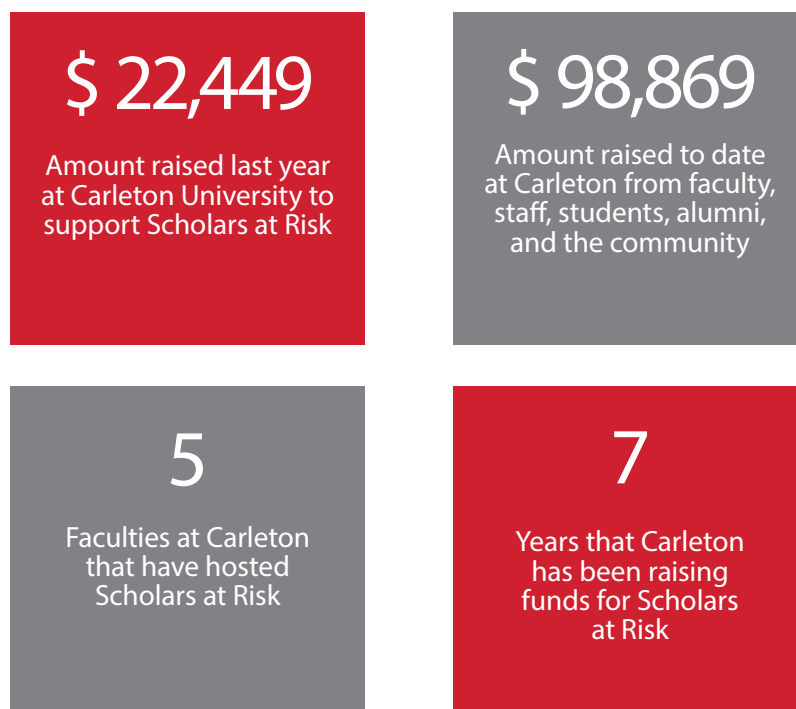 $ 22,449
Amount raised last year
at Carleton University to
support Scholars at Risk
$ 98,869
Amount raised to date
at Carleton from faculty,
staff, students, alumni,
and the community
5
Faculties at Carleton
that have hosted
Scholars at Risk
7
Years that Carleton
has been raising
funds for Scholars
at Risk